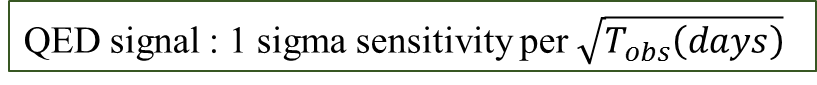 QED signal : 1 sigma sensitivity per √T_obs(days)